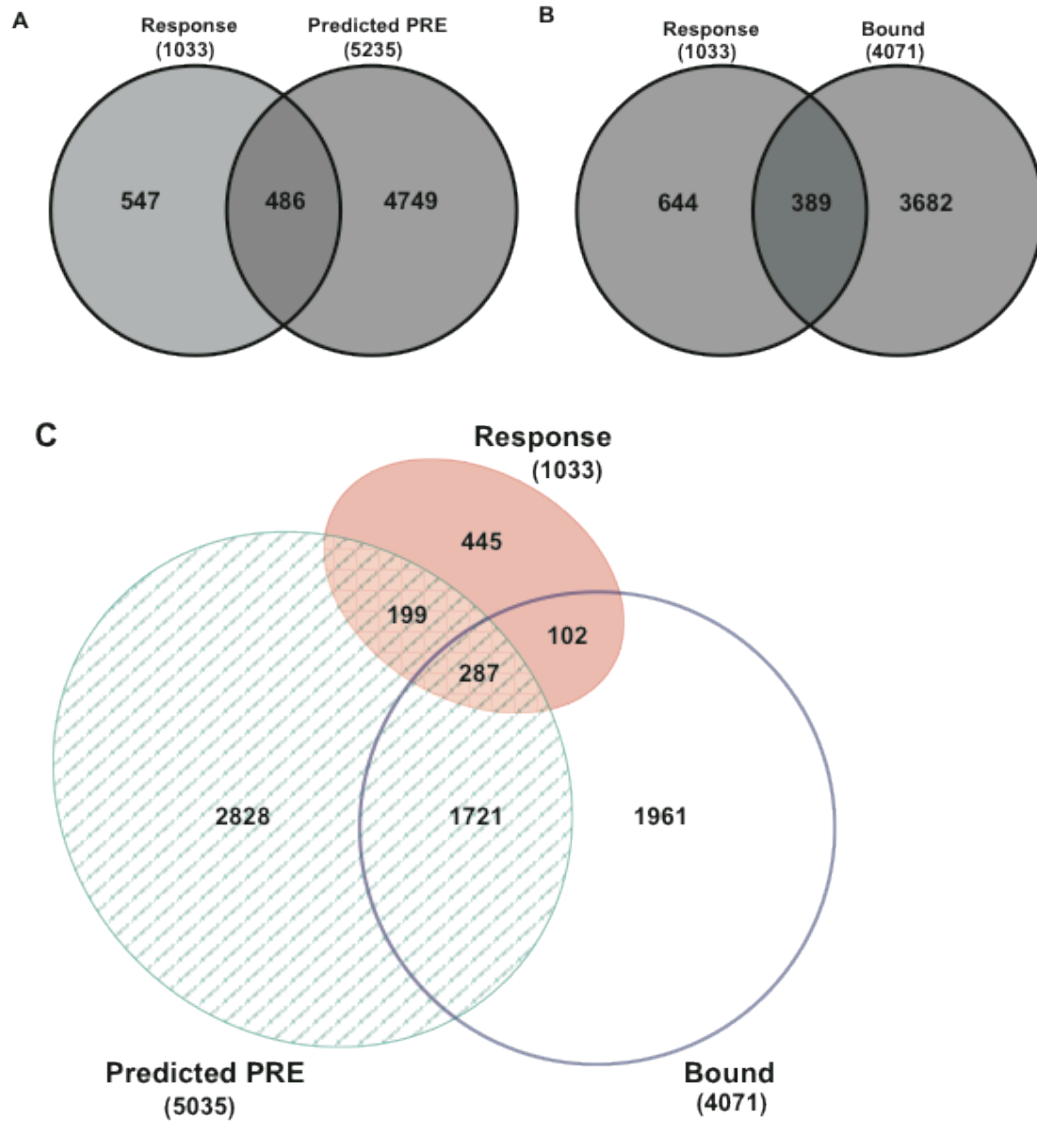 A
Response
(1033)
Predicted PRE
(5235)
547
486
4749
B
Response
(1033)
Bound
(4071)
644
389
3682
C
Response
(1033)
445
199
102
287
2828
1721
1961
Predicted PRE
(5035)
Bound
(4071)